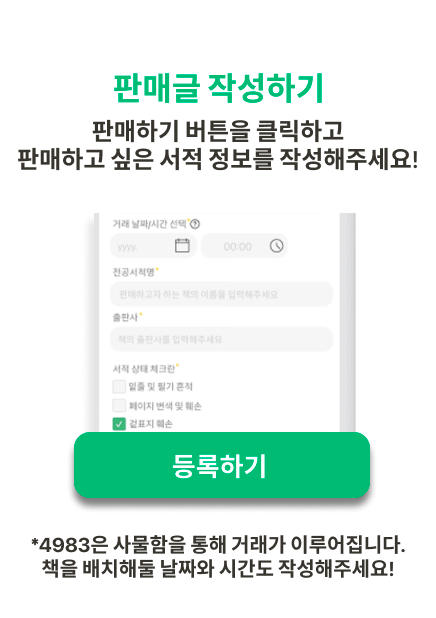 판매글 작성하기
판매하기 버튼을 클릭하고
판매하고 싶은 서적 정보를 작성해주세요!
거래 날짜/시간 선택*?
yyyy. 00:00
전공서적명*
판매하고자 하는 책의 이름을 입력해주세요
출판사*
책의 출판사를 입력해주세요
서적 상태 체크란*
밑줄 및 필기 흔적
페이지 변색 및 훼손
겉표지 훼손
등록하기
*4983은 사물함을 통해 거래가 이루어집니다.
책을 배치해둘 날짜와 시간도 작성해주세요!